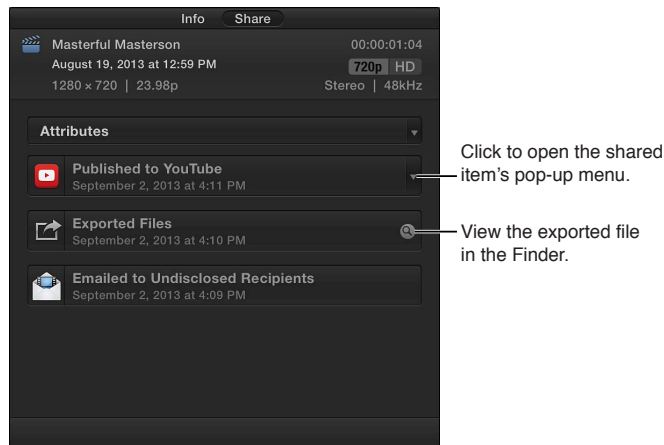 Info Share
Masterful Masterson 00:00:01:04
August 19, 2013 at 12:59 PM 720p HD
1280 × 720 | 23.98p Stereo | 48kHz
Attributes
Published to YouTube
September 2, 2013 at 4:11 PM
Click to open the shared
item's pop-up menu.
Exported Files
September 2, 2013 at 4:10 PM
View the exported file
in the Finder.
Emailed to Undisclosed Recipients
September 2, 2013 at 4:09 PM